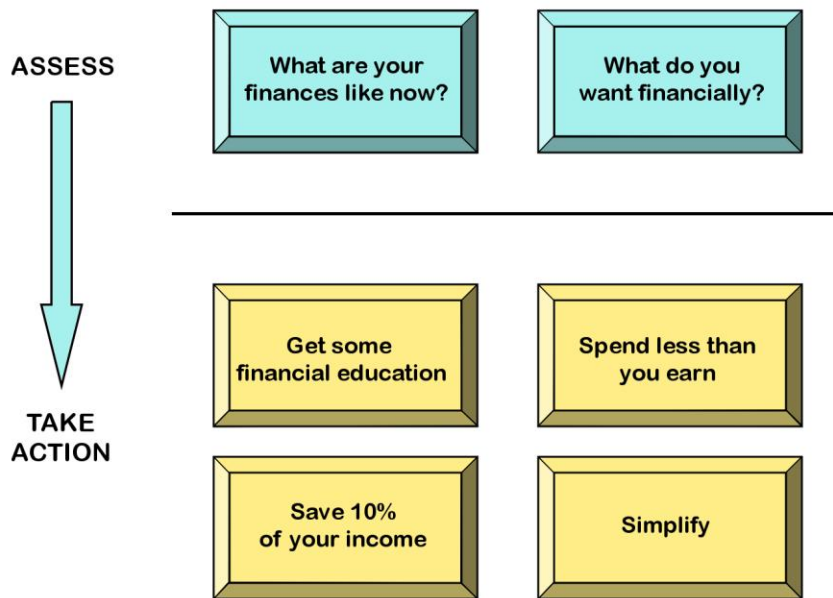 ASSESS
What are your
finances like now?
What do you
want financially?
Get some
financial education
Spend less than
you earn
TAKE
ACTION
Save 10%
of your income
Simplify